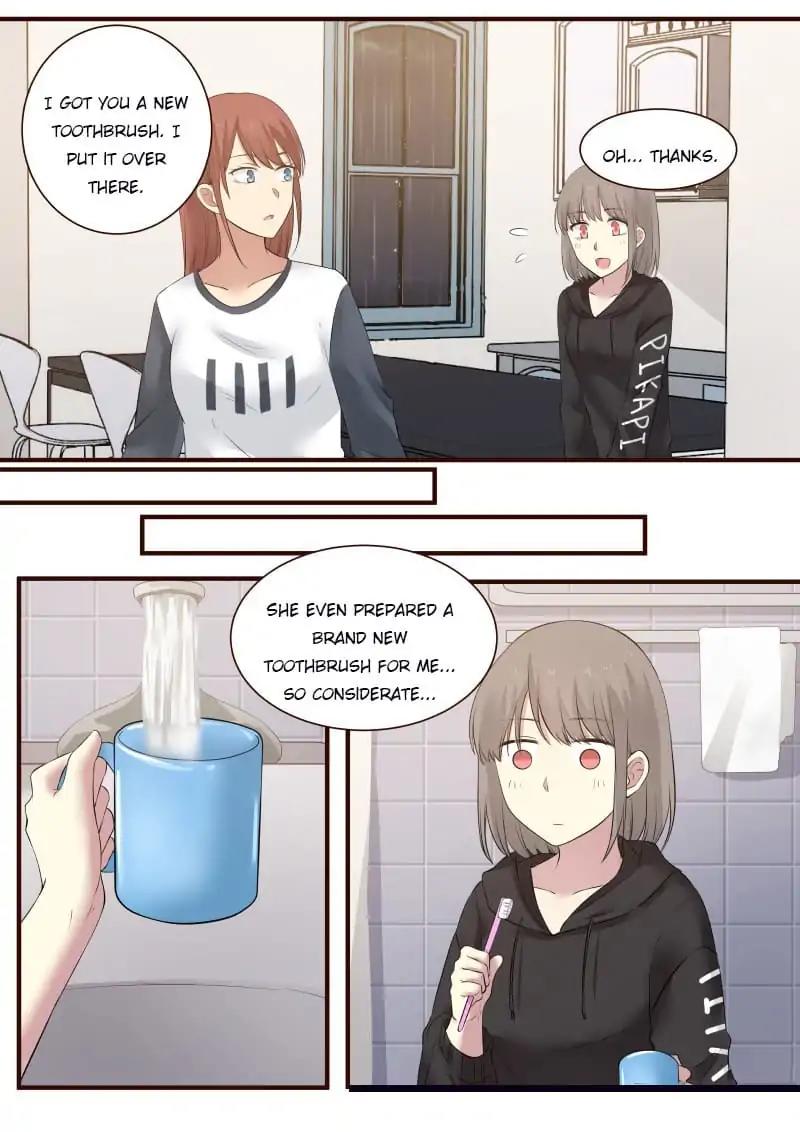 I GOT YOU A NEW
TOOTHBRUSH. I
PUT IT OVER
THERE.
OH... THANKS.
PIKAPI
SHE EVEN PREPARED A
BRAND NEW
TOOTHBRUSH FOR ME...
SO CONSIDERATE...